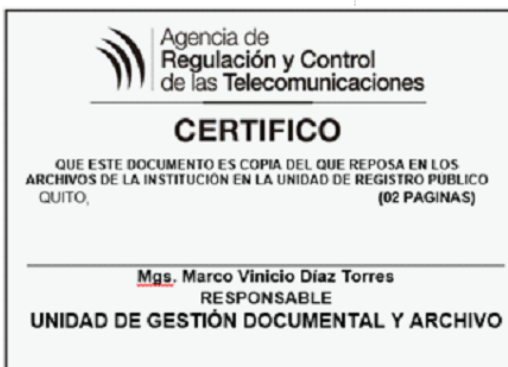 Agencia de
Regulación y Control
de las Telecomunicaciones
CERTIFICO
QUE ESTE DOCUMENTO ES COPIA DEL QUE REPOSA EN LOS
ARCHIVOS DE LA INSTITUCIÓN EN LA UNIDAD DE REGISTRO PÚBLICO
QUITO, (02 PAGINAS)
Mgs. Marco Vinicio Díaz Torres
RESPONSABLE
UNIDAD DE GESTIÓN DOCUMENTAL Y ARCHIVO